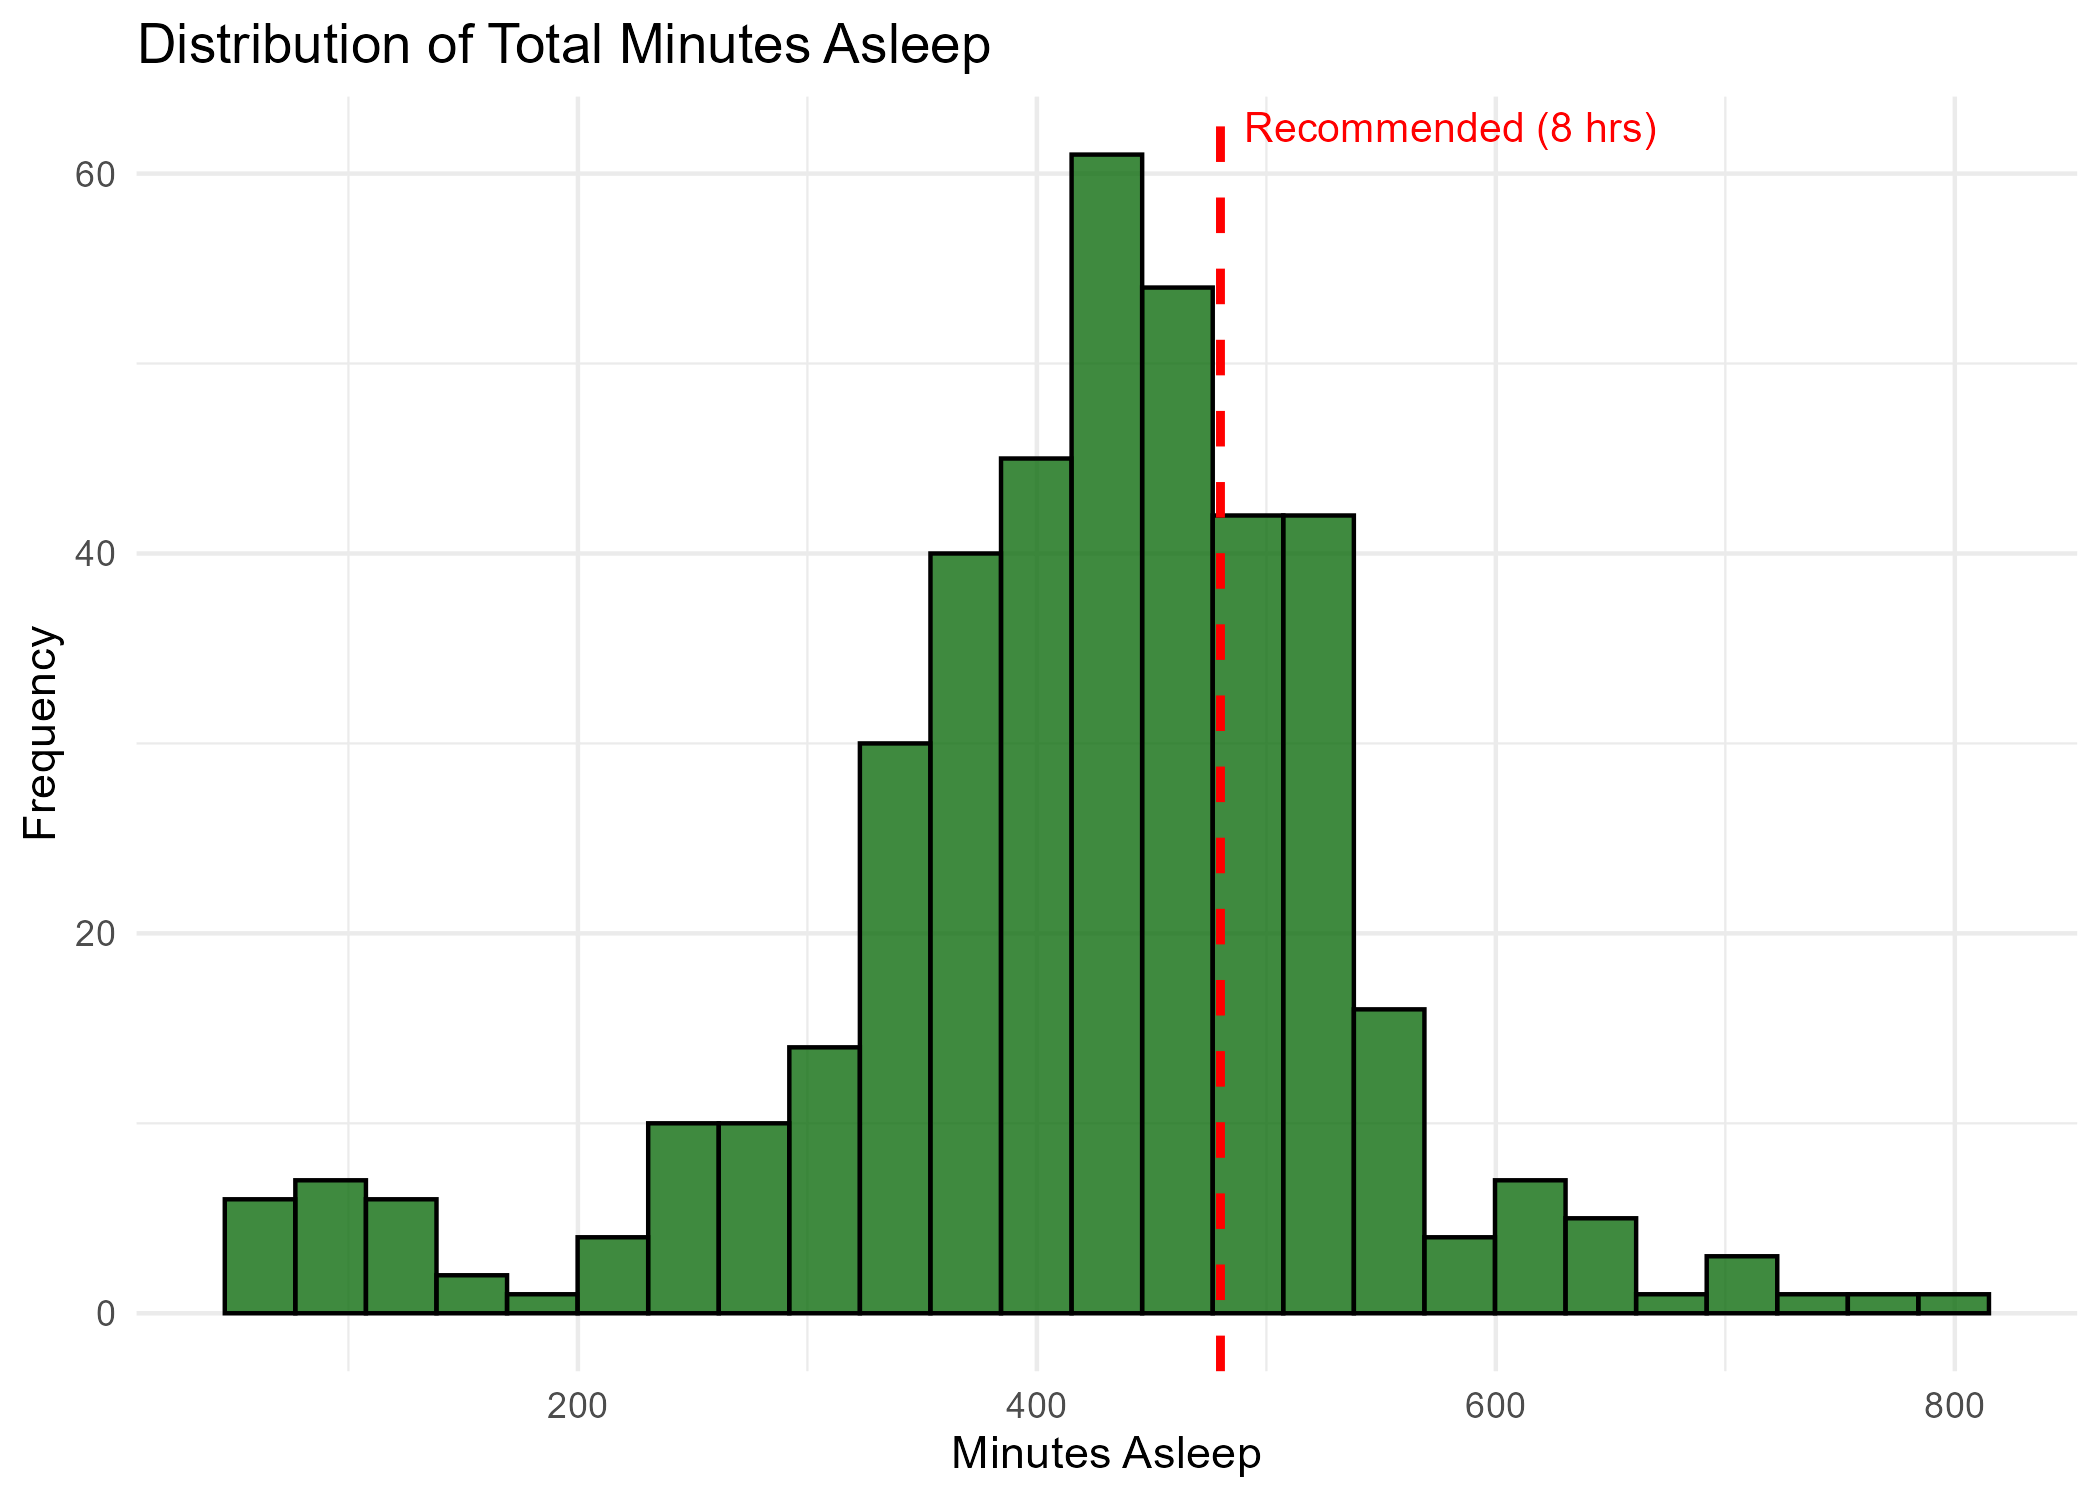 Distribution of Total Minutes Asleep
Recommended (8 hrs)
60
40
20
0
Frequency
200
400
600
800
Minutes Asleep